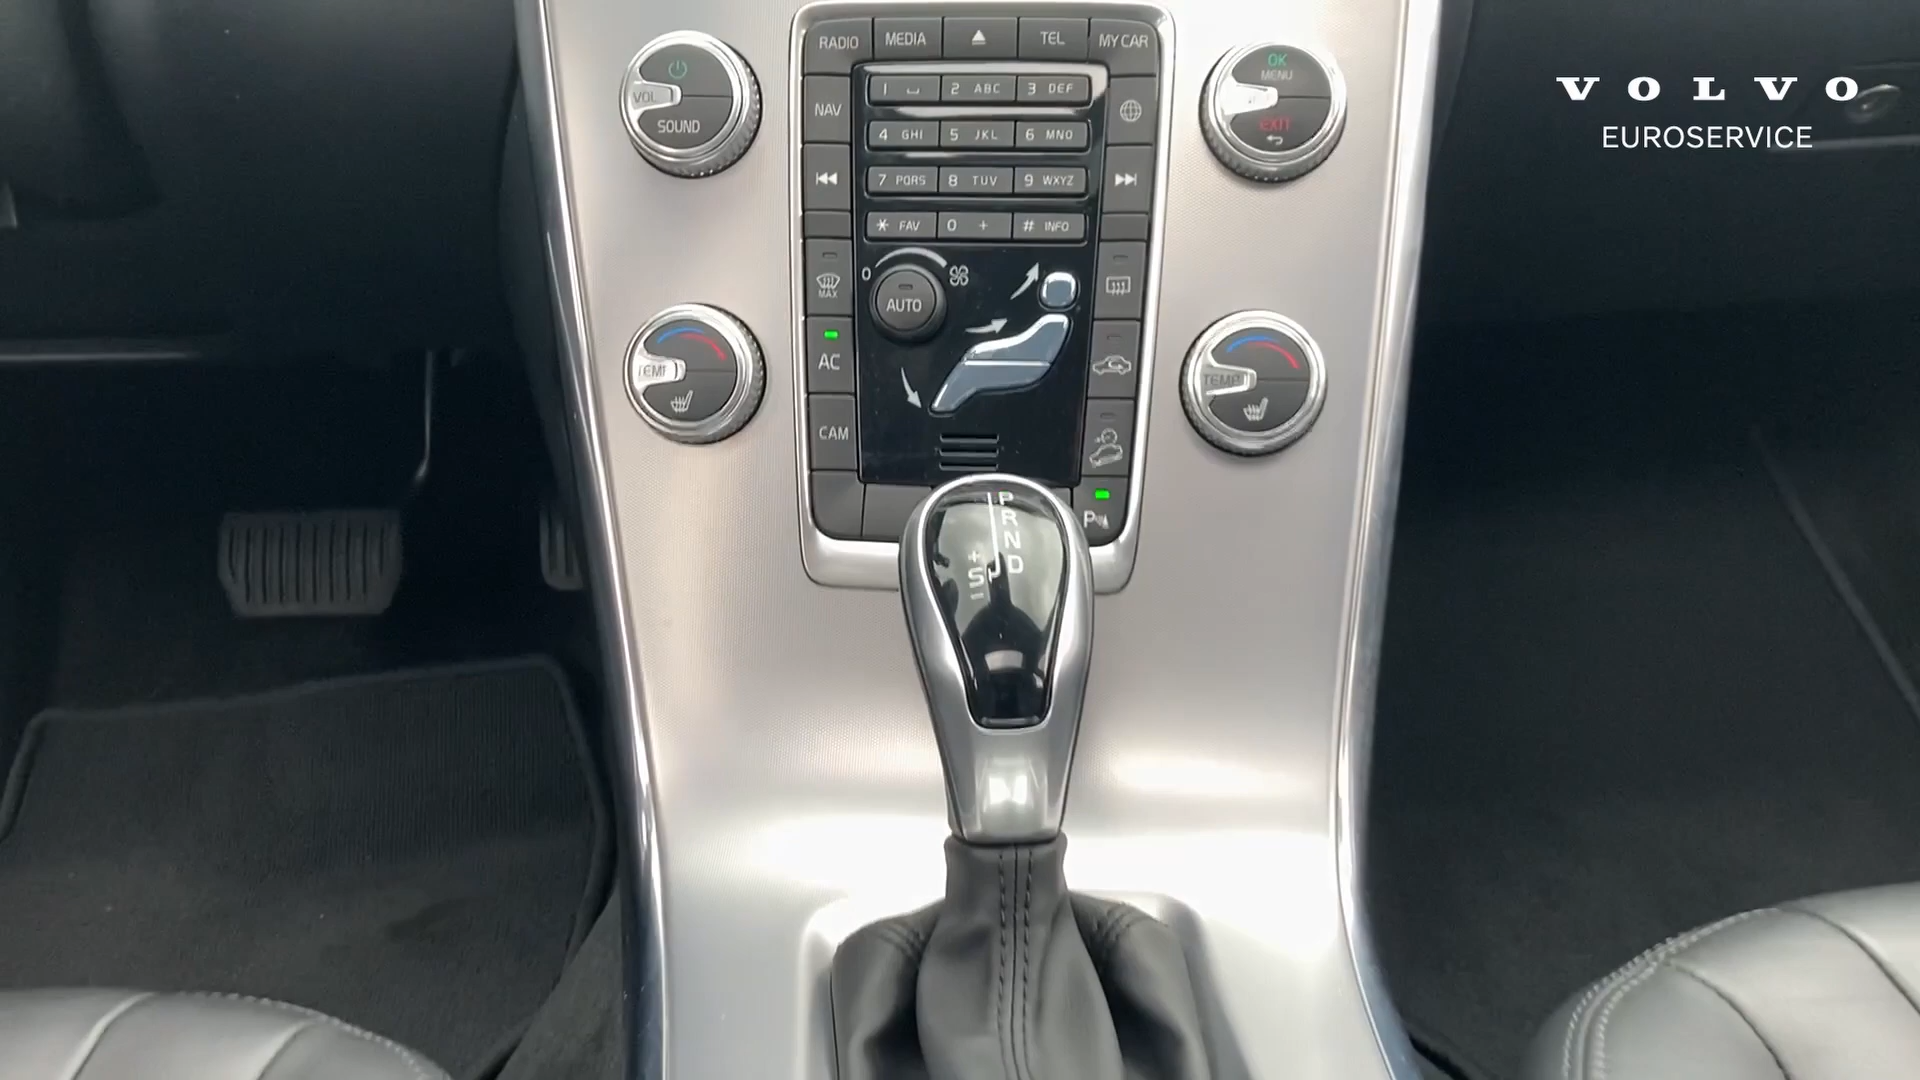 VOLVO
EUROSERVICE
RADIO
MEDIA
TEL
MY CAR
VOL
SOUND
OK
MENU
EXIT
NAV
1
2 ABC
3 DEF
4 GHI
5 JKL
6 MNO
7 PQRS
8 TUV
9 WXYZ
* FAV
0 +
# INFO
MAX
0
AUTO
AC
TEMP
TEMP
CAM
P
P
R
N
D
+
S
-